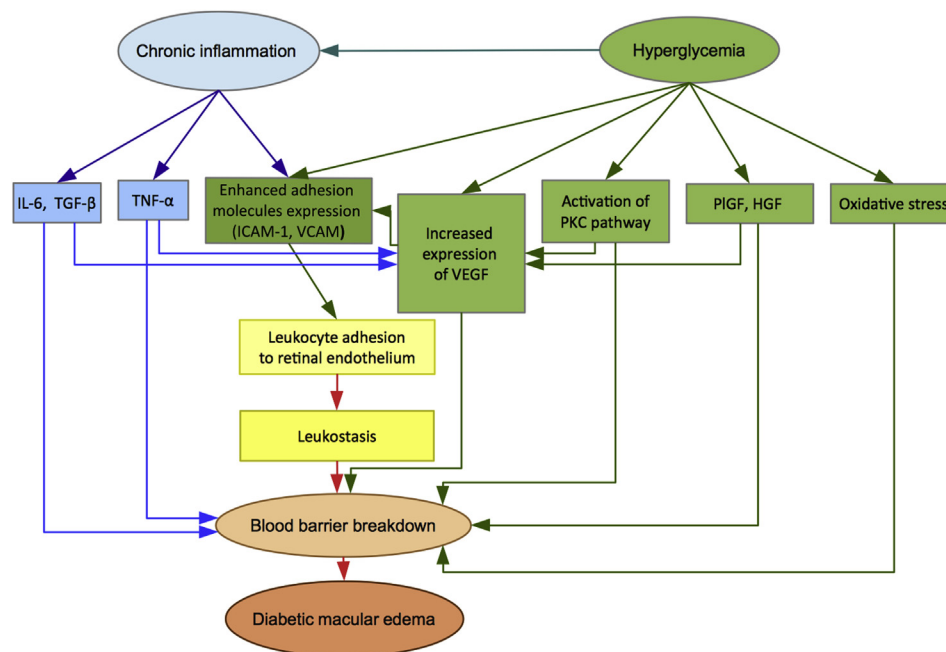 Chronic inflammation
Hyperglycemia
IL-6, TGF-β
TNF-α
Enhanced adhesion
molecules expression
(ICAM-1, VCAM)
Increased
expression
of VEGF
Activation of
PKC pathway
PlGF, HGF
Oxidative stress
Leukocyte adhesion
to retinal endothelium
Leukostasis
Blood barrier breakdown
Diabetic macular edema